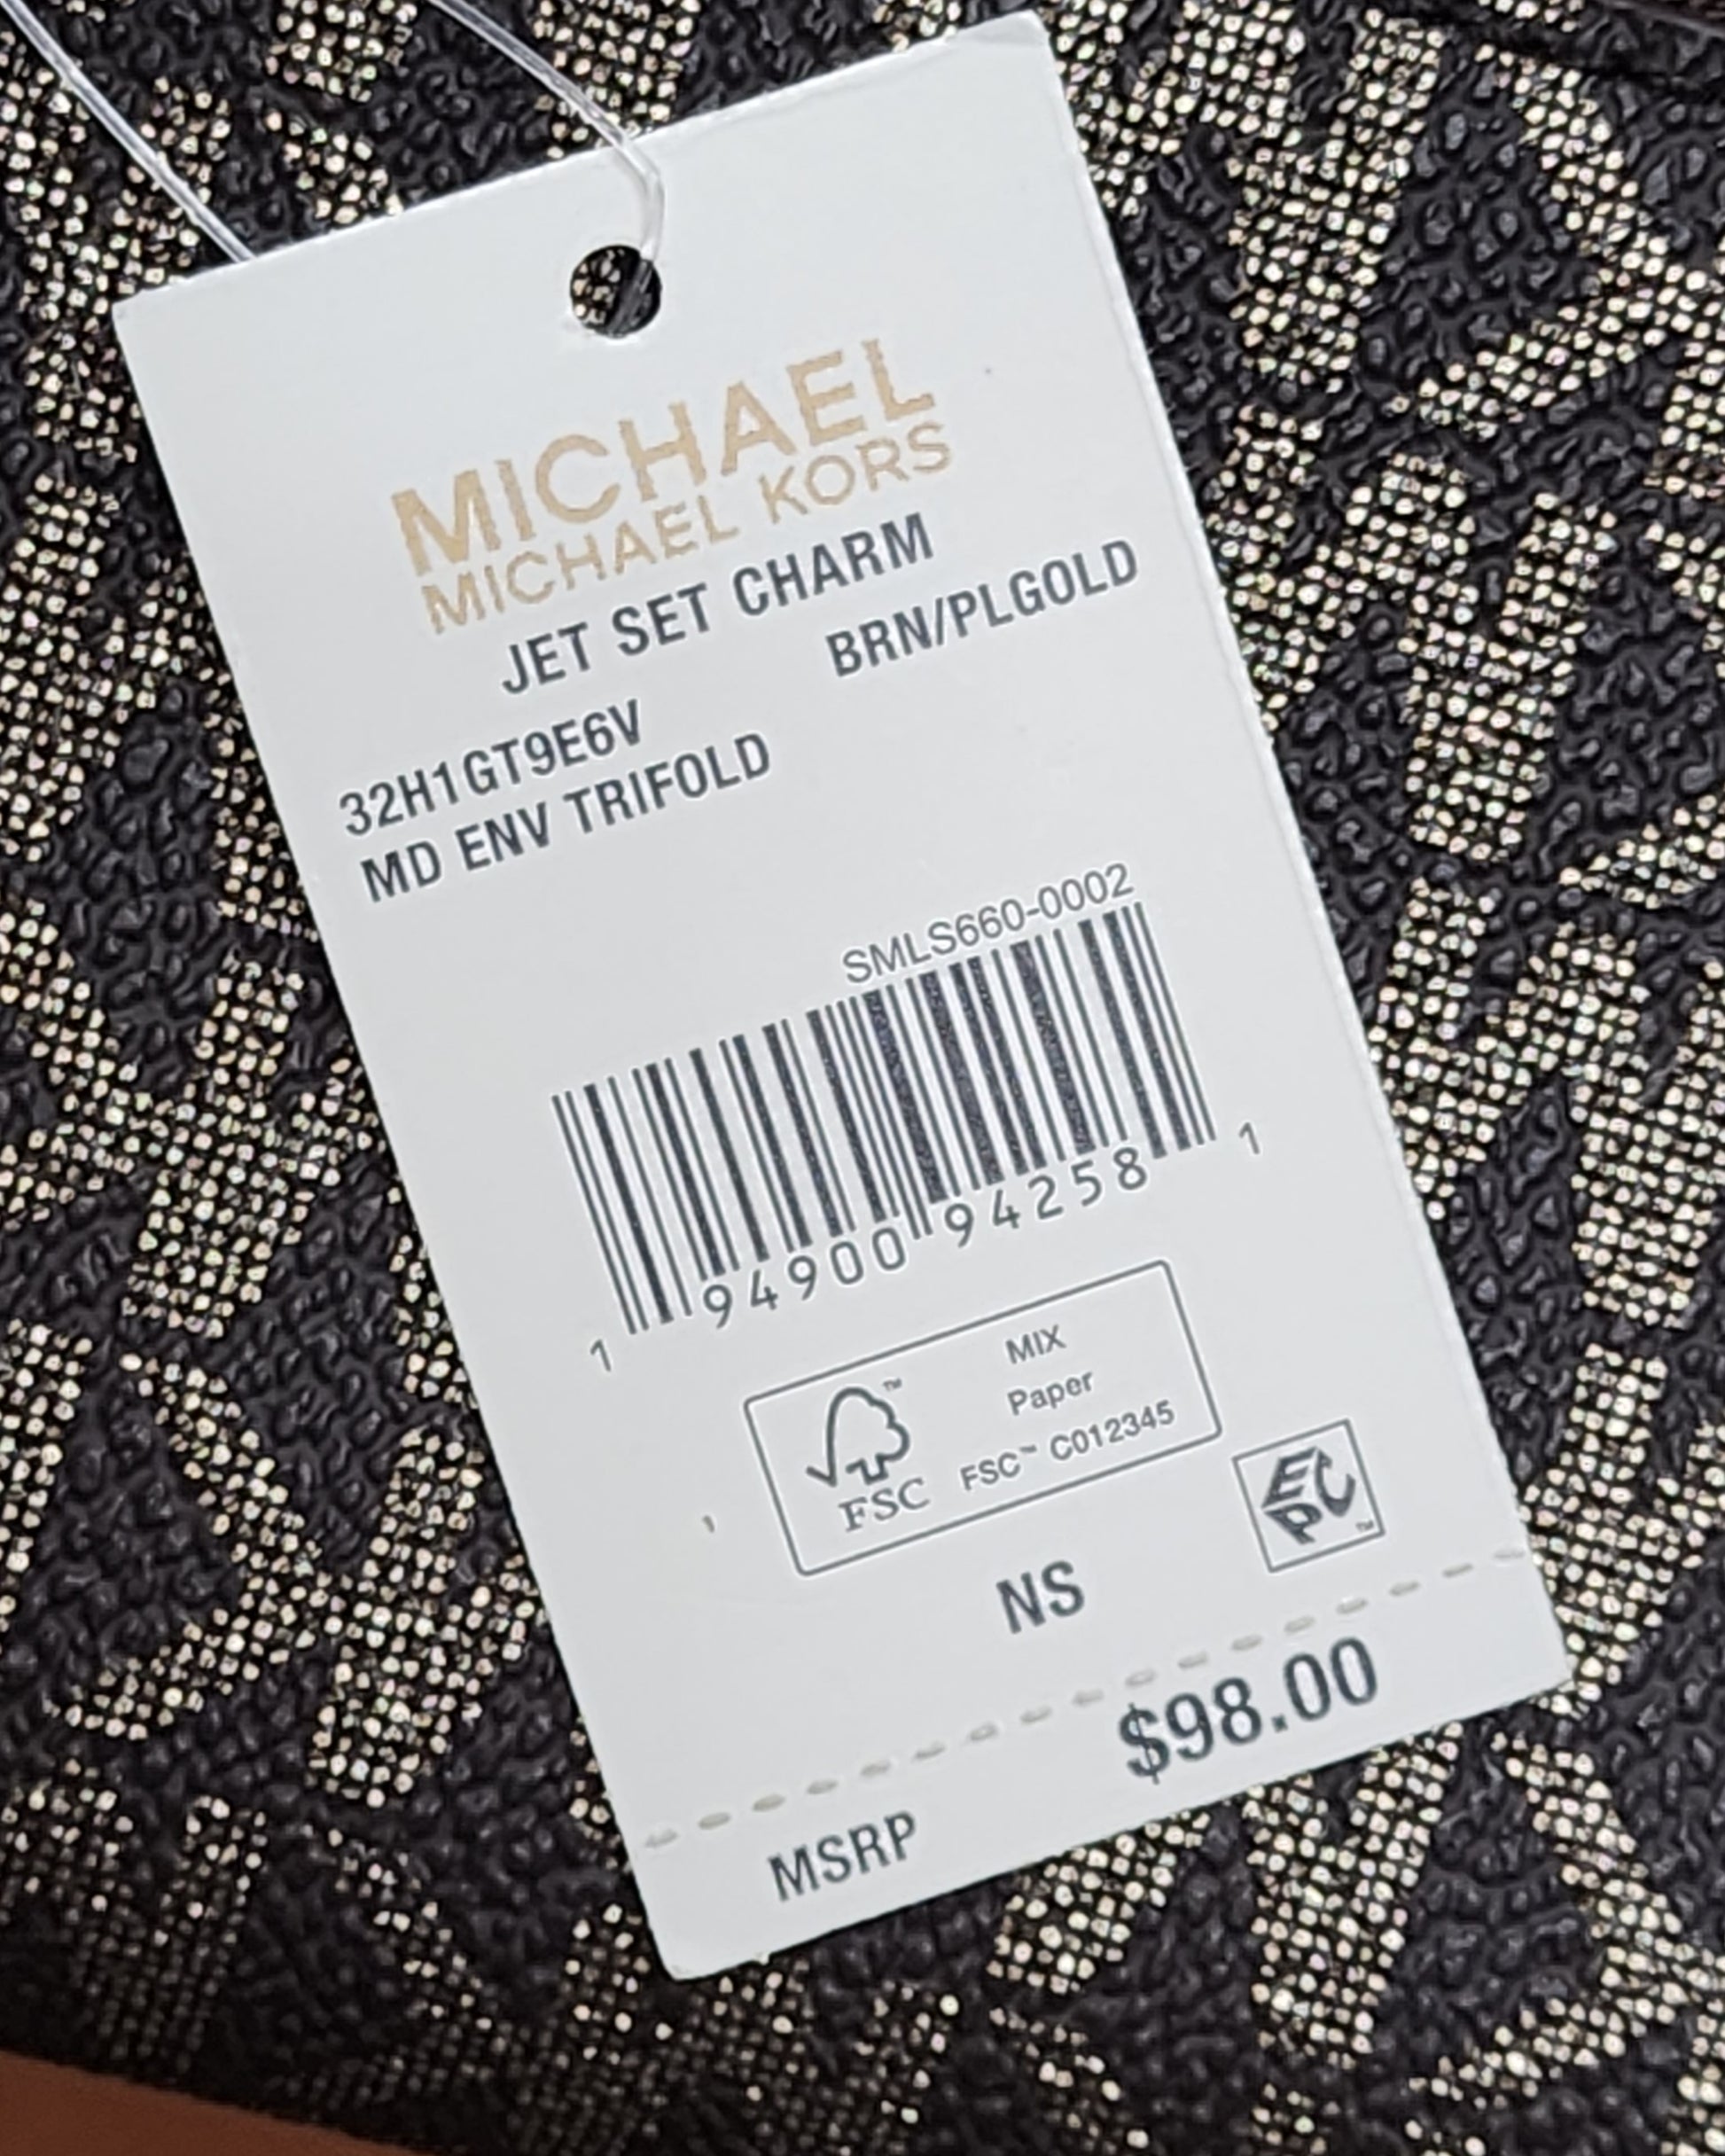 MICHAEL
MICHAEL KORS
JET SET CHARM
BRN/PLGOLD
32H1GT9E6V
MD ENV TRIFOLD
SMLS660-0002
1 94900 94258 1
FSC
MIX
Paper
FSC™ C012345
EPC™
NS
$98.00
MSRP